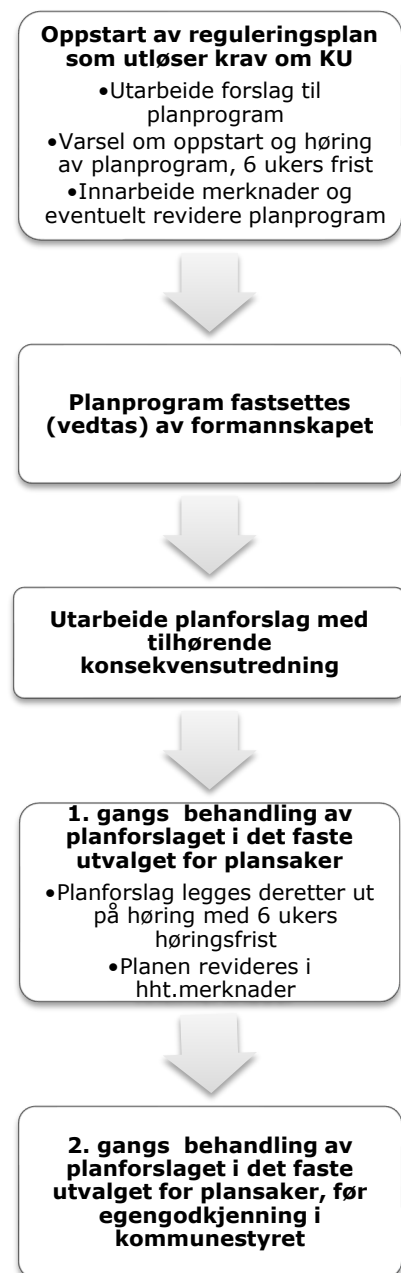 Oppstart av reguleringsplan
som utløser krav om KU
•Utarbeide forslag til
planprogram
•Varsel om oppstart og høring
av planprogram, 6 ukers frist
•Innarbeide merknader og
eventuelt revidere planprogram
Planprogram fastsettes
(vedtas) av formannskapet
Utarbeide planforslag med
tilhørende
konsekvensutredning
1. gangs behandling av
planforslaget i det faste
utvalget for plansaker
•Planforslag legges deretter ut
på høring med 6 ukers
høringsfrist
•Planen revideres i
hht.merknader
2. gangs behandling av
planforslaget i det faste
utvalget for plansaker, før
egengodkjenning i
kommunestyret